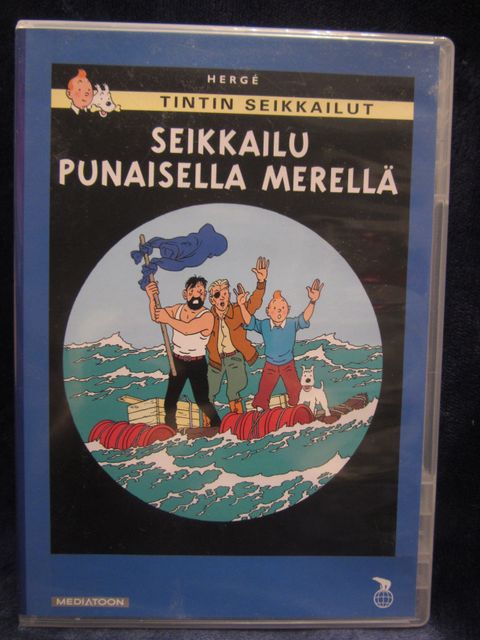 HERGÉ
TINTIN SEIKKAILUT
SEIKKAILU
PUNAISELLA MERELLÄ
MEDIATOON